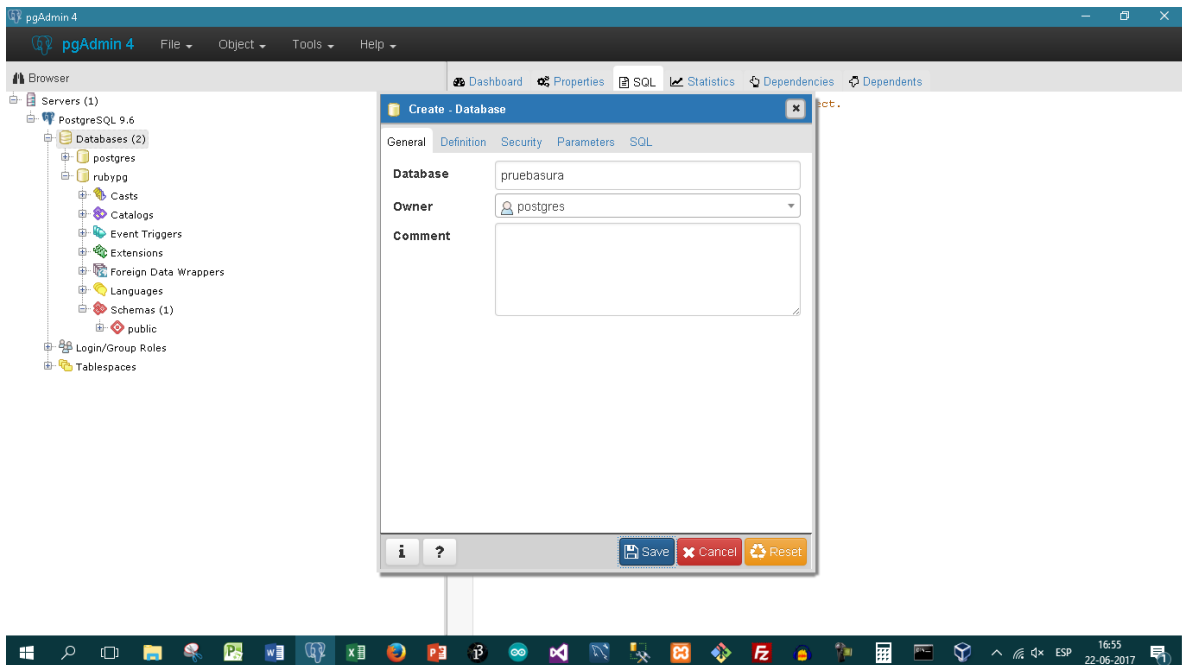 pgAdmin 4
pgAdmin 4 File Object Tools Help
Browser
Dashboard Properties SQL Statistics Dependencies Dependents
Servers (1)
PostgreSQL 9.6
Databases (2)
postgres
rubypg
Casts
Catalogs
Event Triggers
Extensions
Foreign Data Wrappers
Languages
Schemas (1)
public
Login/Group Roles
Tablespaces
ect.
Create - Database
General Definition Security Parameters SQL
Database pruebasura
Owner postgres
Comment
i ? Save Cancel Reset
ESP
16:55
22-06-2017